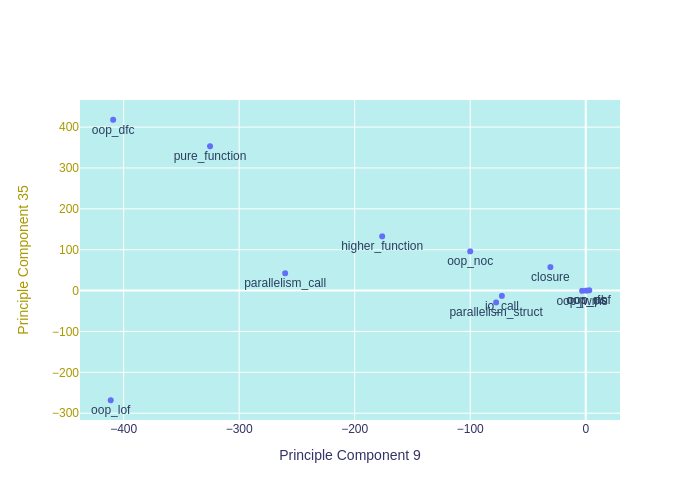 400
300
200
100
0
−100
−200
−300
Principle Component 35
oop_dfc
pure_function
higher_function
oop_noc
closure
parallelism_call
io_call
parallelism_struct
oop_lof
−400
−300
−200
−100
0
Principle Component 9